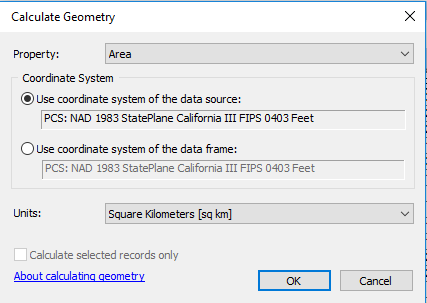 Calculate Geometry
Property: Area
Coordinate System
Use coordinate system of the data source:
PCS: NAD 1983 StatePlane California III FIPS 0403 Feet
Use coordinate system of the data frame:
PCS: NAD 1983 StatePlane California III FIPS 0403 Feet
Units: Square Kilometers [sq km]
Calculate selected records only
About calculating geometry OK Cancel